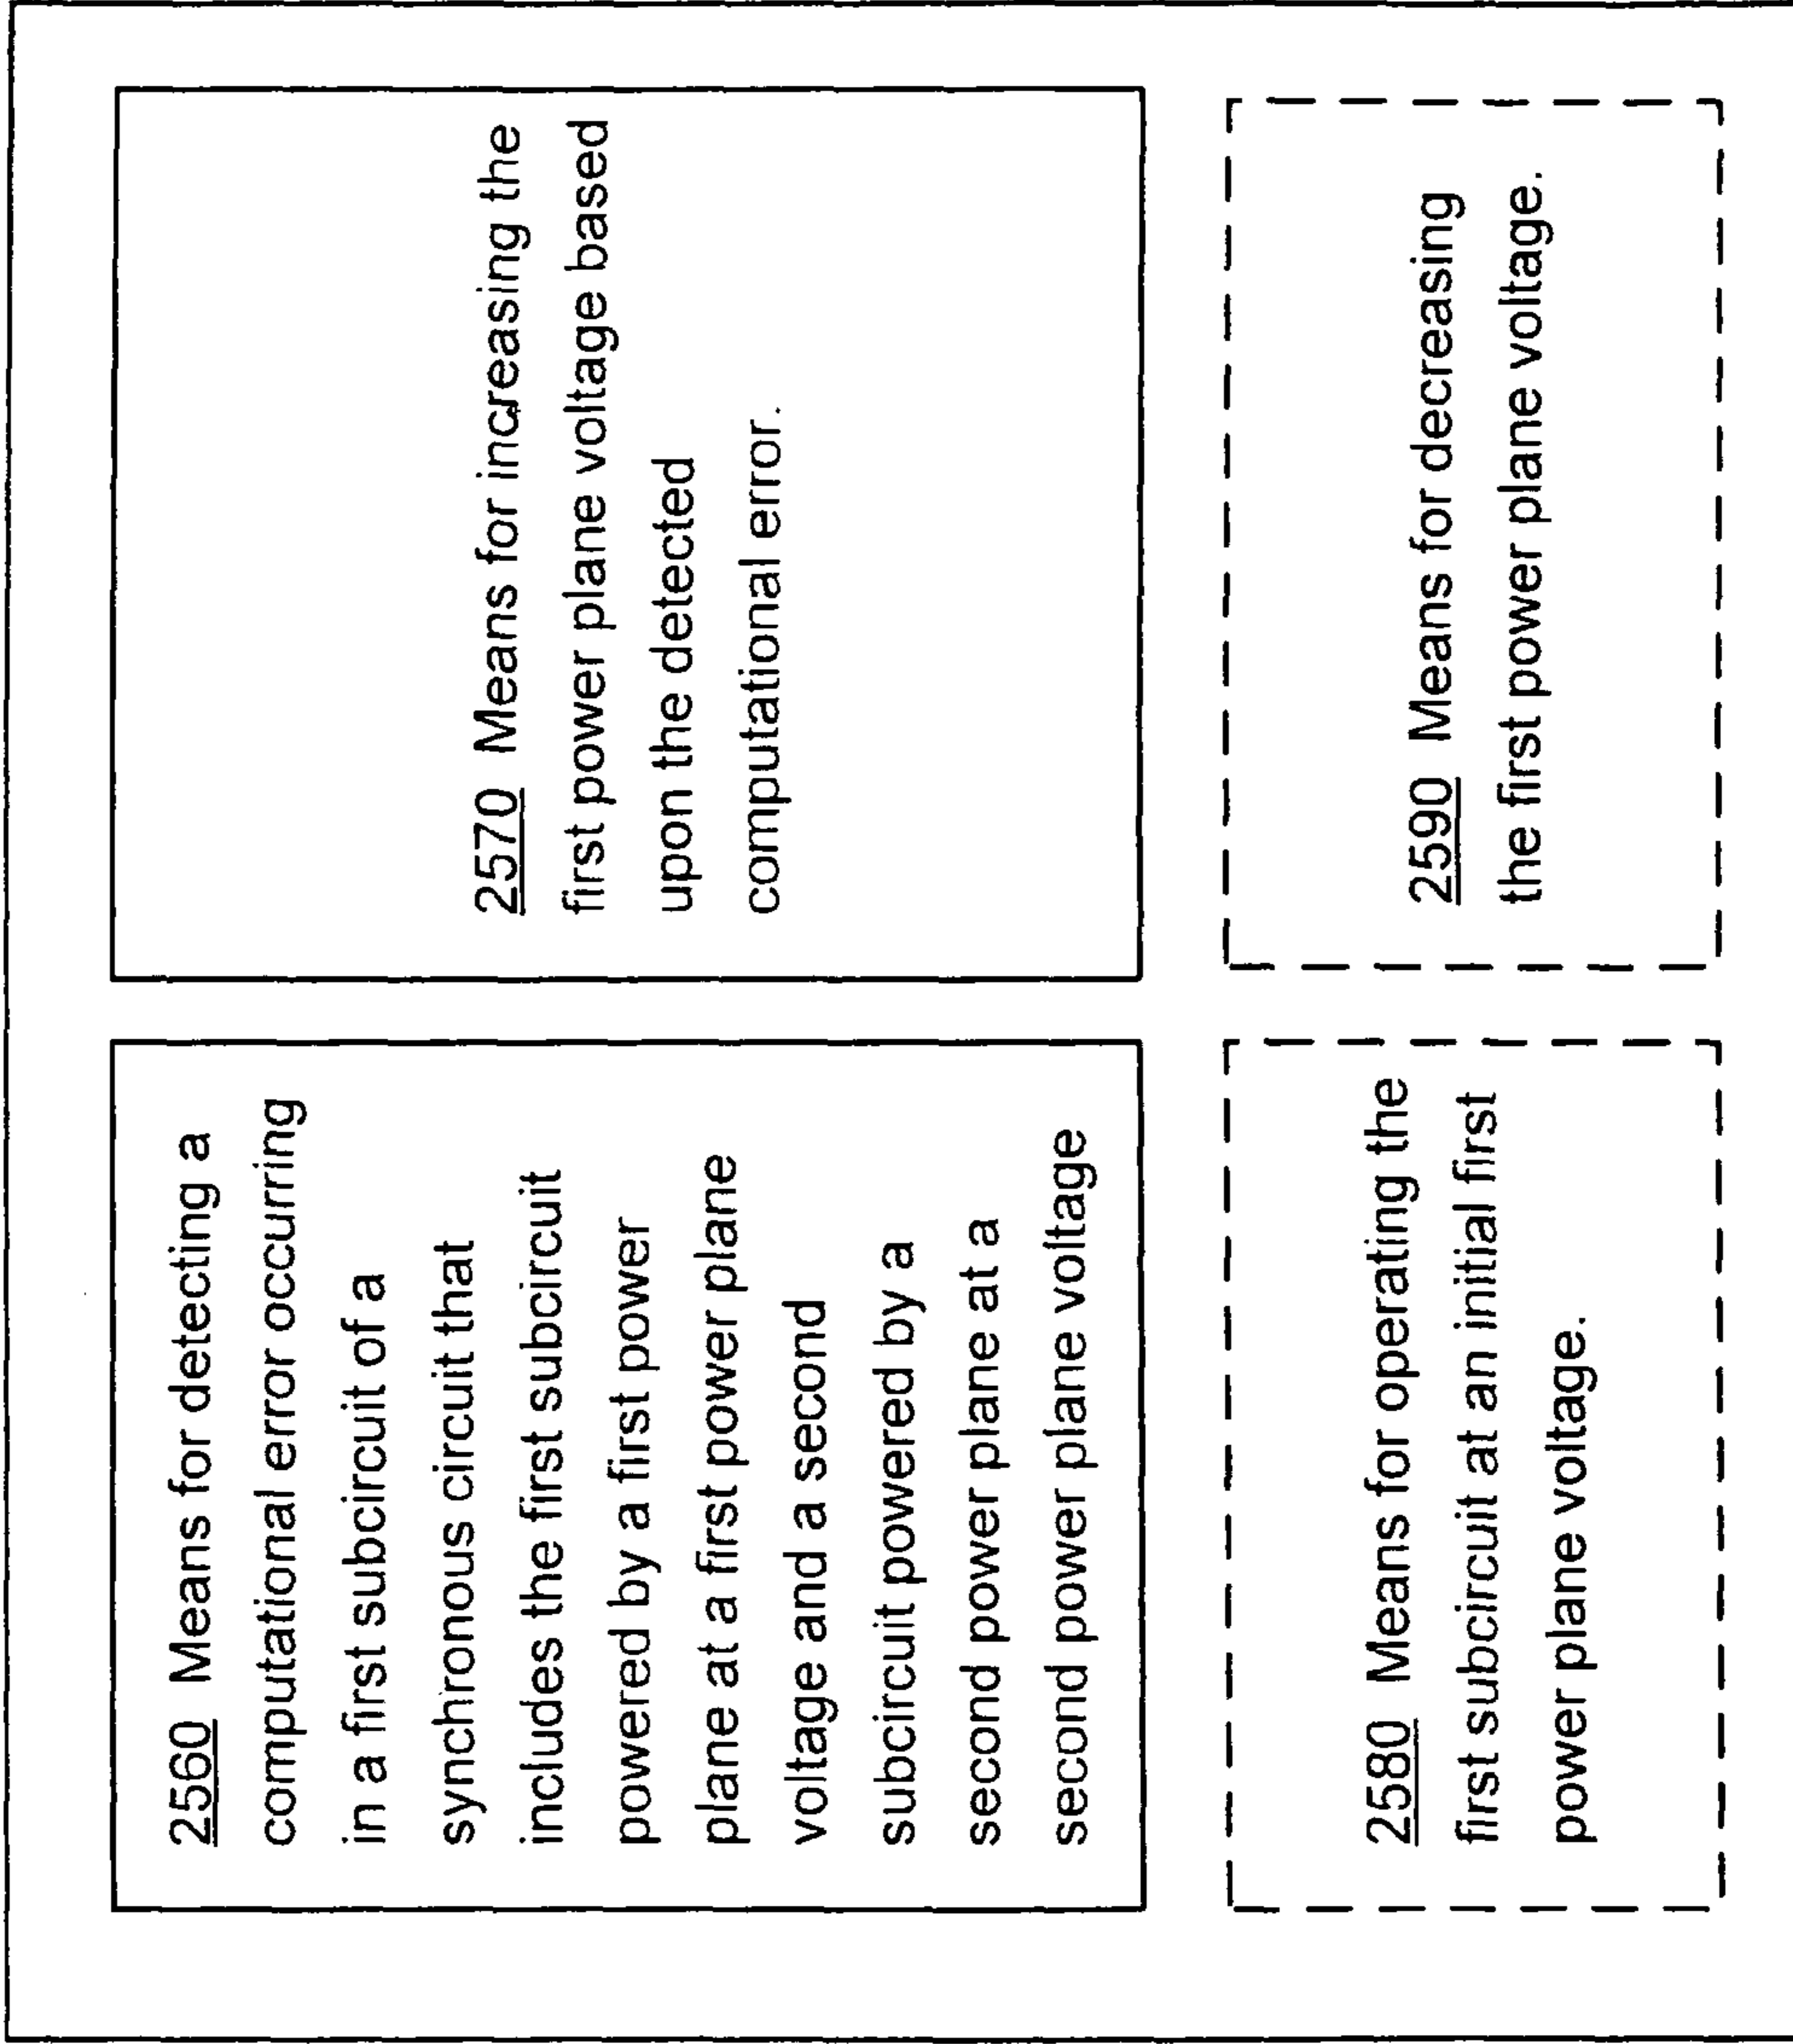 2560 Means for detecting a
computational error occurring
in a first subcircuit of a
synchronous circuit that
includes the first subcircuit
powered by a first power
plane at a first power plane
voltage and a second
subcircuit powered by a
second power plane at a
second power plane voltage
2570 Means for increasing the
first power plane voltage based
upon the detected
computational error.
2580 Means for operating the
first subcircuit at an initial first
power plane voltage.
2590 Means for decreasing
the first power plane voltage.